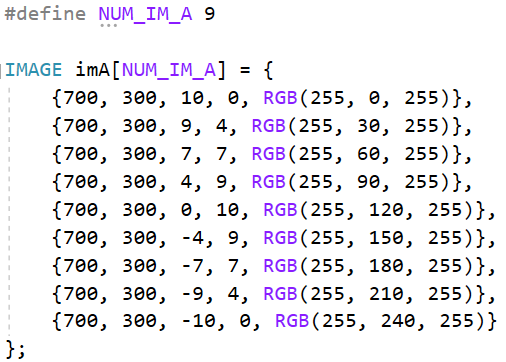 #define NUM_IM_A 9
IMAGE imA[NUM_IM_A] = {
{700, 300, 10, 0, RGB(255, 0, 255)},
{700, 300, 9, 4, RGB(255, 30, 255)},
{700, 300, 7, 7, RGB(255, 60, 255)},
{700, 300, 4, 9, RGB(255, 90, 255)},
{700, 300, 0, 10, RGB(255, 120, 255)},
{700, 300, -4, 9, RGB(255, 150, 255)},
{700, 300, -7, 7, RGB(255, 180, 255)},
{700, 300, -9, 4, RGB(255, 210, 255)},
{700, 300, -10, 0, RGB(255, 240, 255)}
};